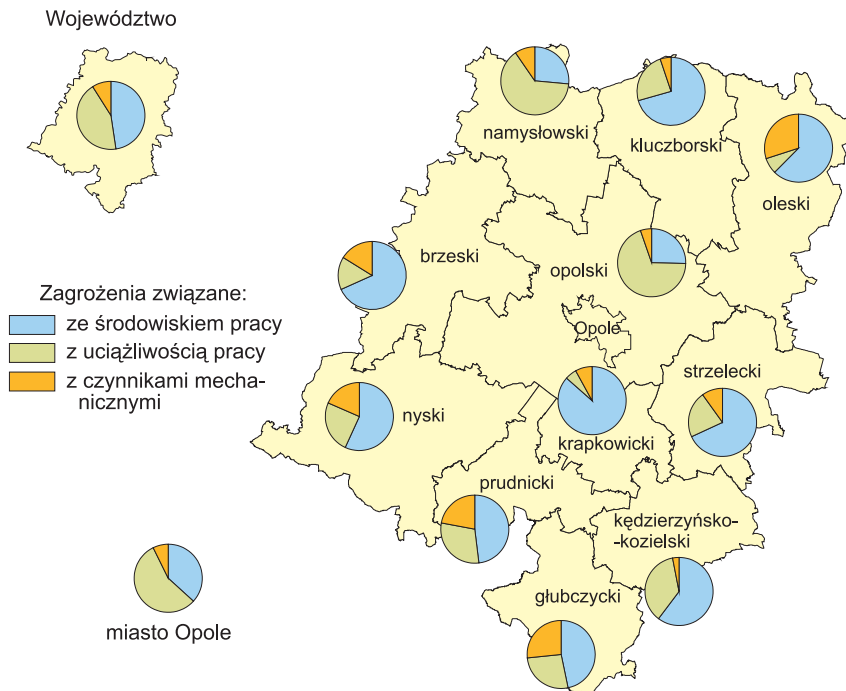 Województwo
namysłowski
kluczborski
oleski
brzeski
opolski
Zagrożenia związane:
ze środowiskiem pracy
z uciążliwością pracy
z czynnikami mecha-
nicznymi
Opole
strzelecki
nyski
krapkowicki
prudnicki
kędzierzyńsko-
-kozielski
głubczycki
miasto Opole